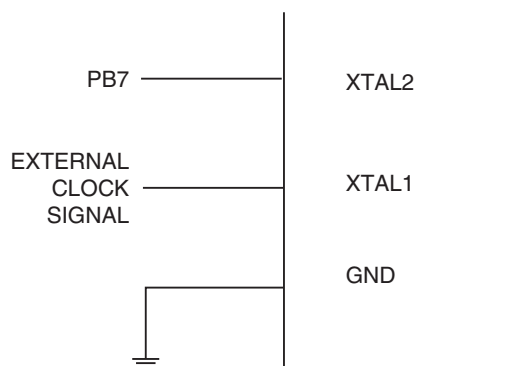 PB7
XTAL2
EXTERNAL
CLOCK
SIGNAL
XTAL1
GND